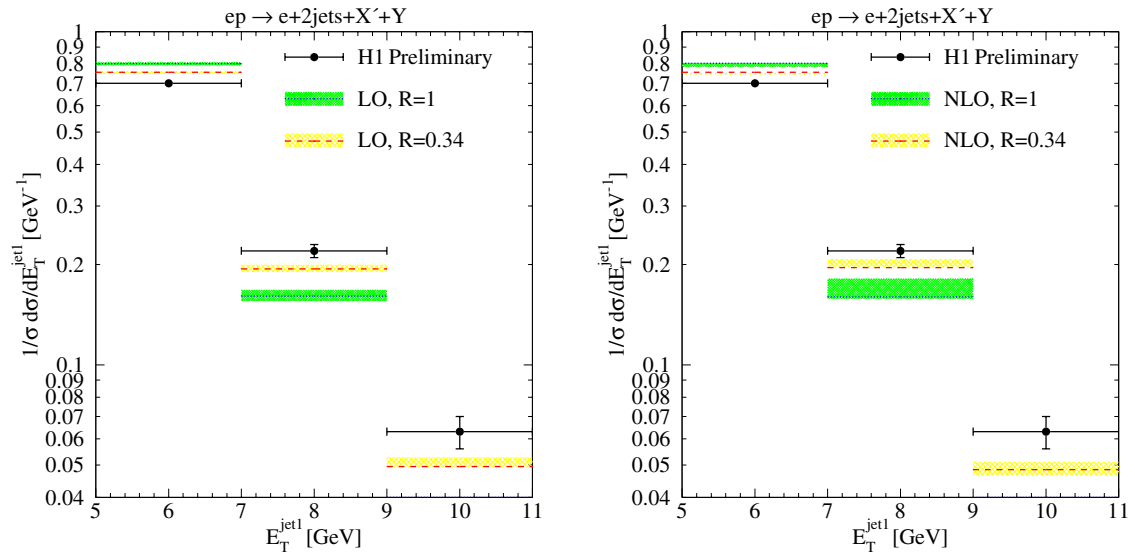 ep → e+2jets+X´+Y
1/σ dσ/dE_T^jet1 [GeV^-1]
1
0.9
0.8
0.7
0.6
0.5
0.4
0.3
0.2
0.1
0.09
0.08
0.07
0.06
0.05
0.04
H1 Preliminary
LO, R=1
LO, R=0.34
5 6 7 8 9 10 11
E_T^jet1 [GeV]
ep → e+2jets+X´+Y
1/σ dσ/dE_T^jet1 [GeV^-1]
1
0.9
0.8
0.7
0.6
0.5
0.4
0.3
0.2
0.1
0.09
0.08
0.07
0.06
0.05
0.04
H1 Preliminary
NLO, R=1
NLO, R=0.34
5 6 7 8 9 10 11
E_T^jet1 [GeV]